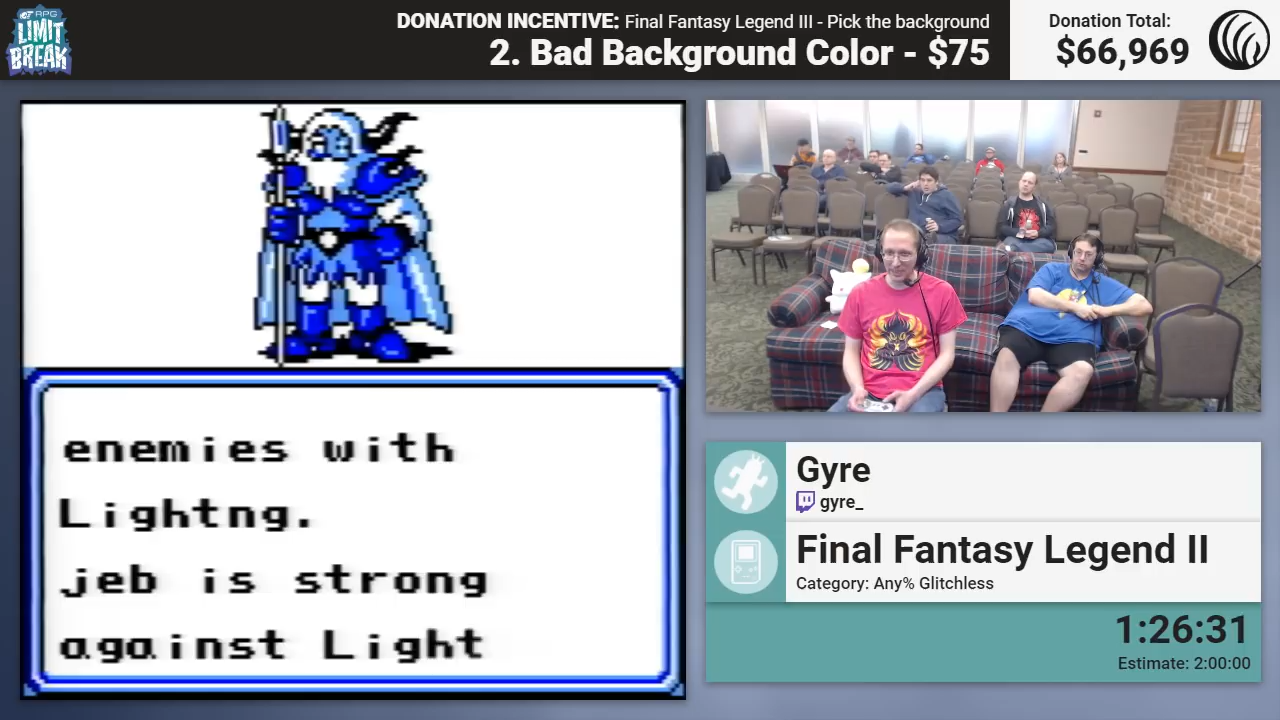 RPG
LIMIT
BREAK
DONATION INCENTIVE: Final Fantasy Legend III - Pick the background
2. Bad Background Color - $75
Donation Total:
$66,969
enemies with
Lightng.
jeb is strong
against Light
Gyre
gyre_
Final Fantasy Legend II
Category: Any% Glitchless
1:26:31
Estimate: 2:00:00